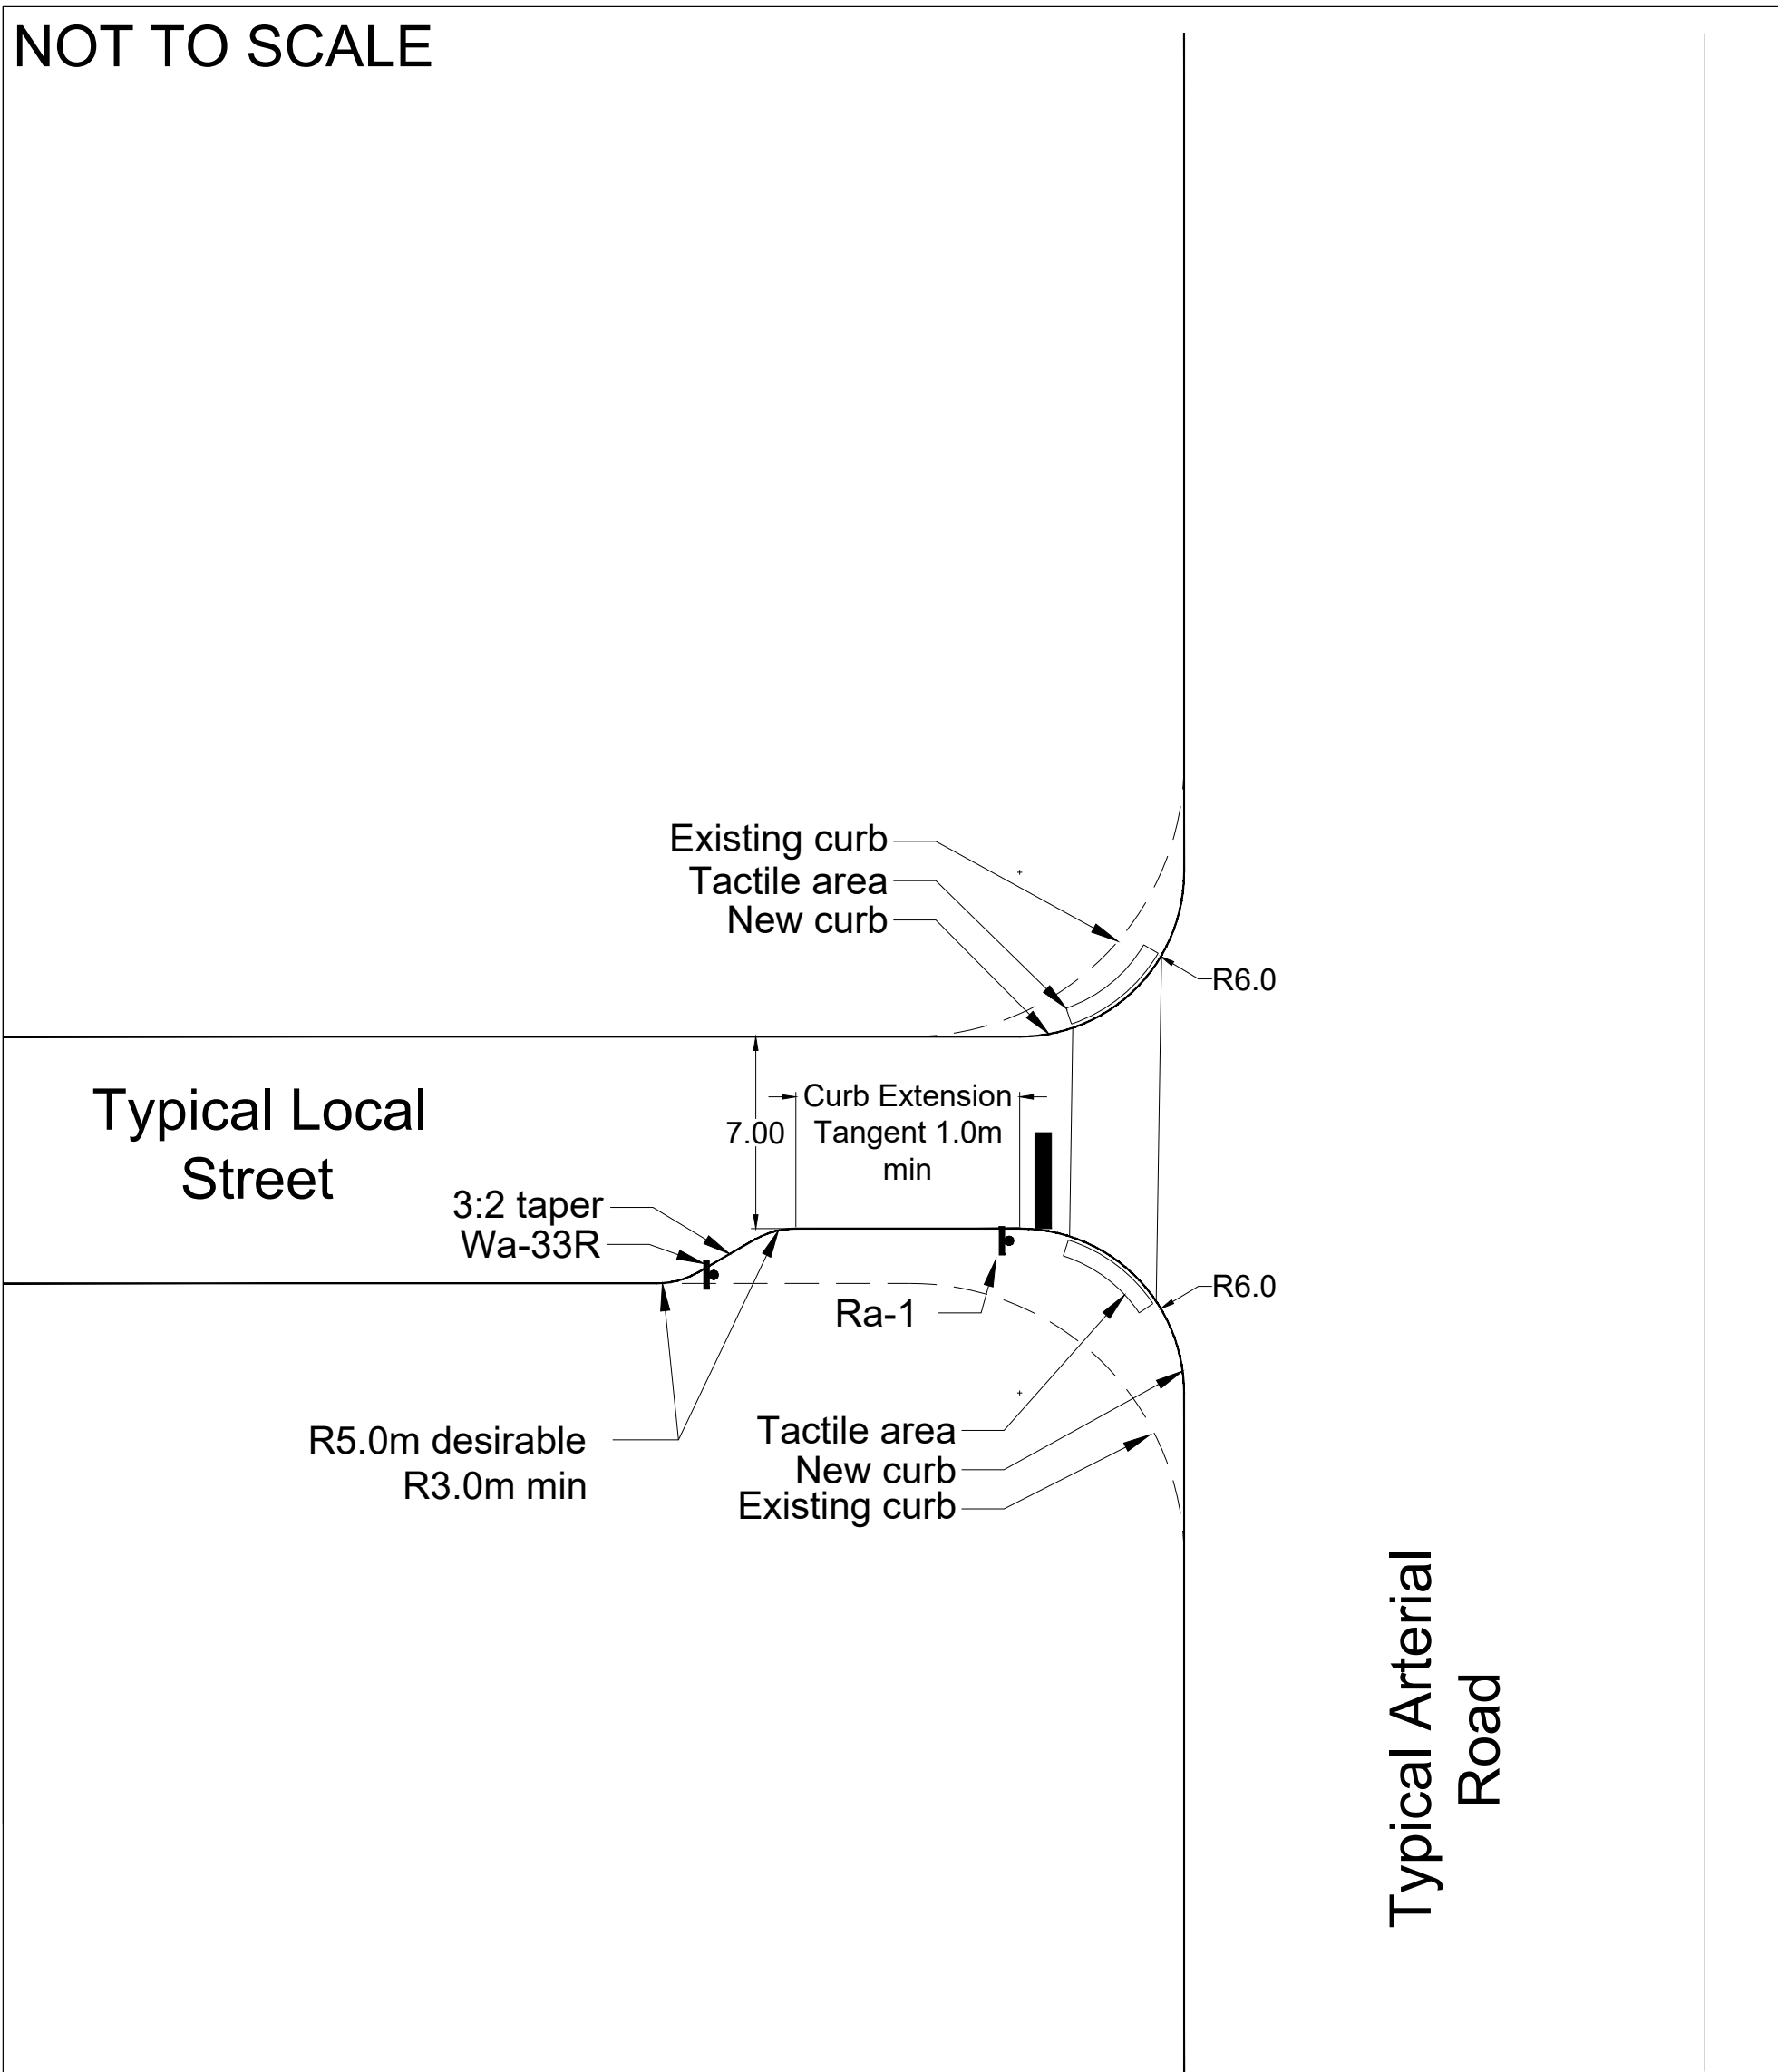 NOT TO SCALE
Existing curb
Tactile area
New curb
R6.0
Typical Local
Street
7.00
Curb Extension
Tangent 1.0m
min
3:2 taper
Wa-33R
Ra-1
R6.0
R5.0m desirable
R3.0m min
Tactile area
New curb
Existing curb
Typical Arterial
Road